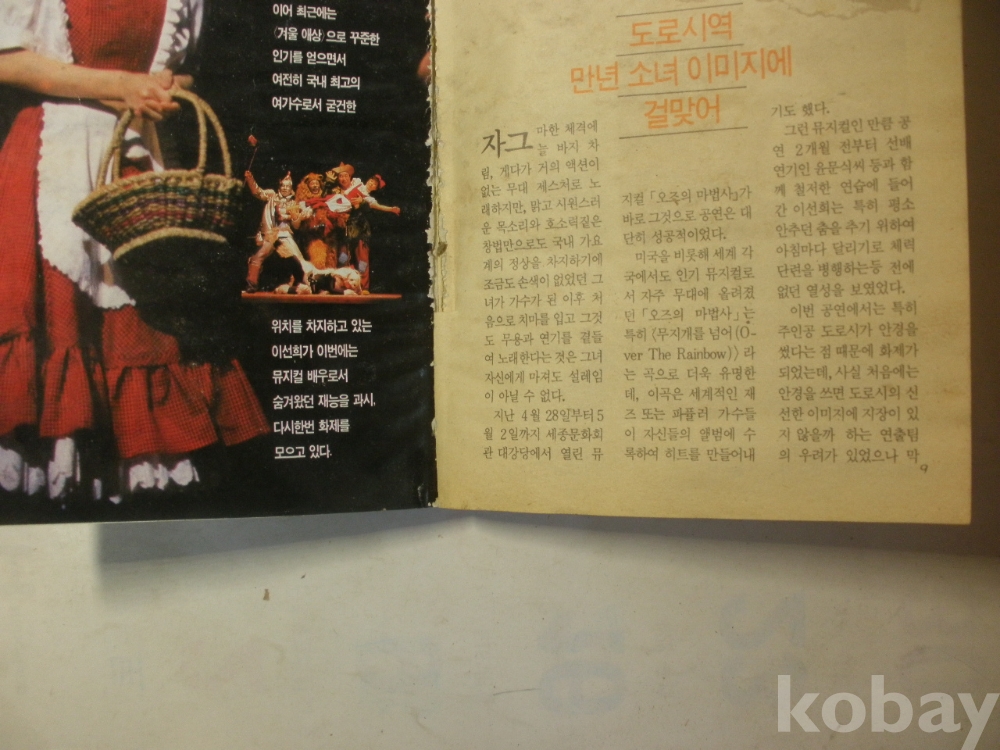 이어 최근에는
〈겨울 애상〉으로 꾸준한
인기를 얻으면서
여전히 국내 최고의
여가수로서 굳건한
위치를 차지하고 있는
이선희가 이번에는
뮤지컬 배우로서
숨겨왔던 재능을 과시,
다시한번 화제를
모으고 있다.
도로시역
만년 소녀 이미지에
걸맞어
자그마한 체격에
늘 바지 차
림, 게다가 거의 액션이
없는 무대 제스처로 노
래하지만, 맑고 시원스러
운 목소리와 호소력짙은
창법만으로도 국내 가요
계의 정상을 차지하기에
조금도 손색이 없었던 그
녀가 가수가 된 이후 처
음으로 치마를 입고 그것
도 무용과 연기를 곁들
여 노래한다는 것은 그녀
자신에게 마져도 설레임
이 아닐 수 없다.
지난 4월 28일부터 5
월 2일까지 세종문화회
관 대강당에서 열린 뮤
지컬 「오즈의 마법사」가
바로 그것으로 공연은 대
단히 성공적이었다.
미국을 비롯해 세계 각
국에서도 인기 뮤지컬로
서 자주 무대에 올려졌
던 「오즈의 마법사」는
특히 〈무지개를 넘어(O-
ver The Rainbow)〉라
는 곡으로 더욱 유명한
데, 이곡은 세계적인 재
즈 또는 파퓰러 가수들
이 자신들의 앨범에 수
록하여 히트를 만들어내
기도 했다.
그런 뮤지컬인 만큼 공
연 2개월 전부터 선배
연기인 윤문식씨 등과 함
께 철저한 연습에 들어
간 이선희는 특히 평소
안추던 춤을 추기 위하여
아침마다 달리기로 체력
단련을 병행하는등 전에
없던 열성을 보였었다.
이번 공연에서는 특히
주인공 도로시가 안경을
썼다는 점 때문에 화제가
되었는데, 사실 처음에는
안경을 쓰면 도로시의 신
선한 이미지에 지장이 있
지 않을까 하는 연출팀
의 우려가 있었으나 막
9
kobay